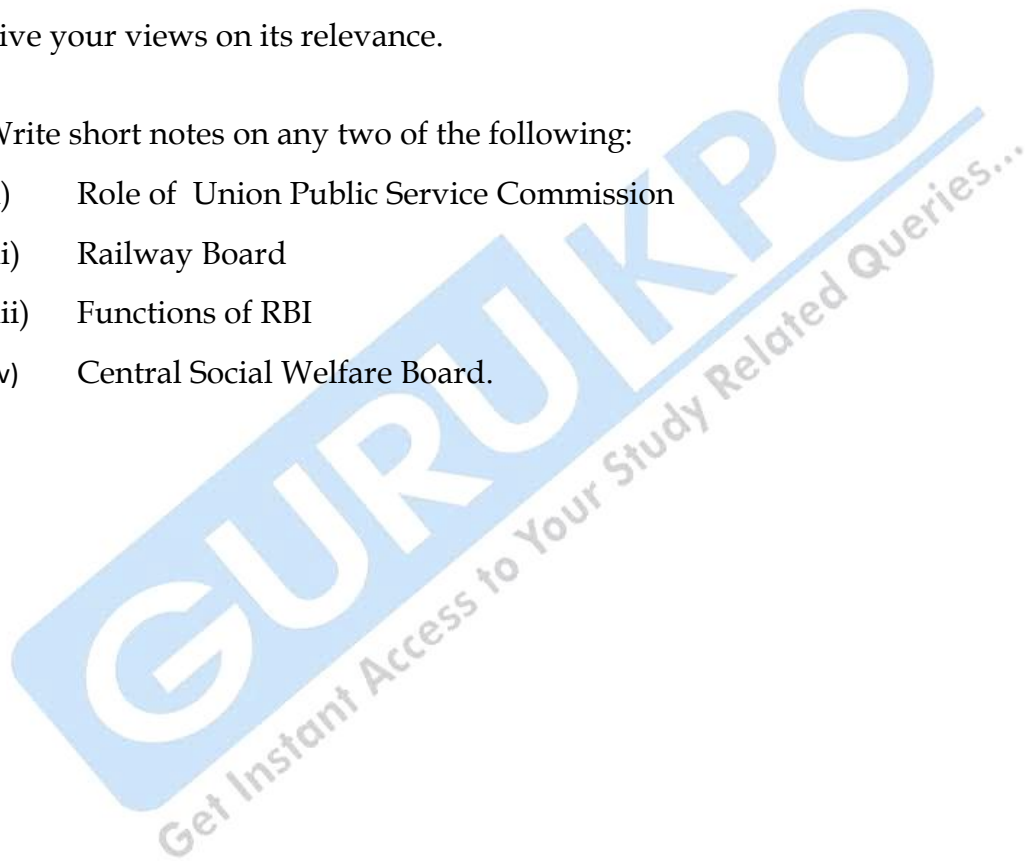 ive your views on its relevance.
Write short notes on any two of the following:
) Role of Union Public Service Commission
i) Railway Board
ii) Functions of RBI
v) Central Social Welfare Board.
GURUKPO
Get Instant Access to Your Study Related Queries...